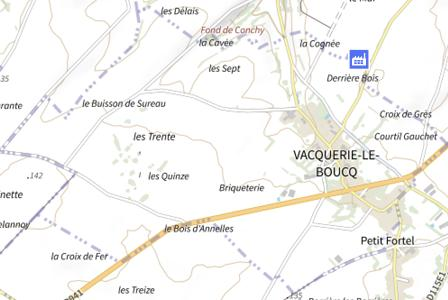 les Délais
Fond de Conchy
la Cavée
la Cognée
les Sept
Derrière Bois
35
le Buisson de Sureau
Croix de Grès
les Trente
Courtil Gauchet
VACQUERIE-LE-
BOUCQ
142
les Quinze
Briqueterie
le Bois d'Annelles
Petit Fortel
la Croix de Fer
les Treize
D115E1